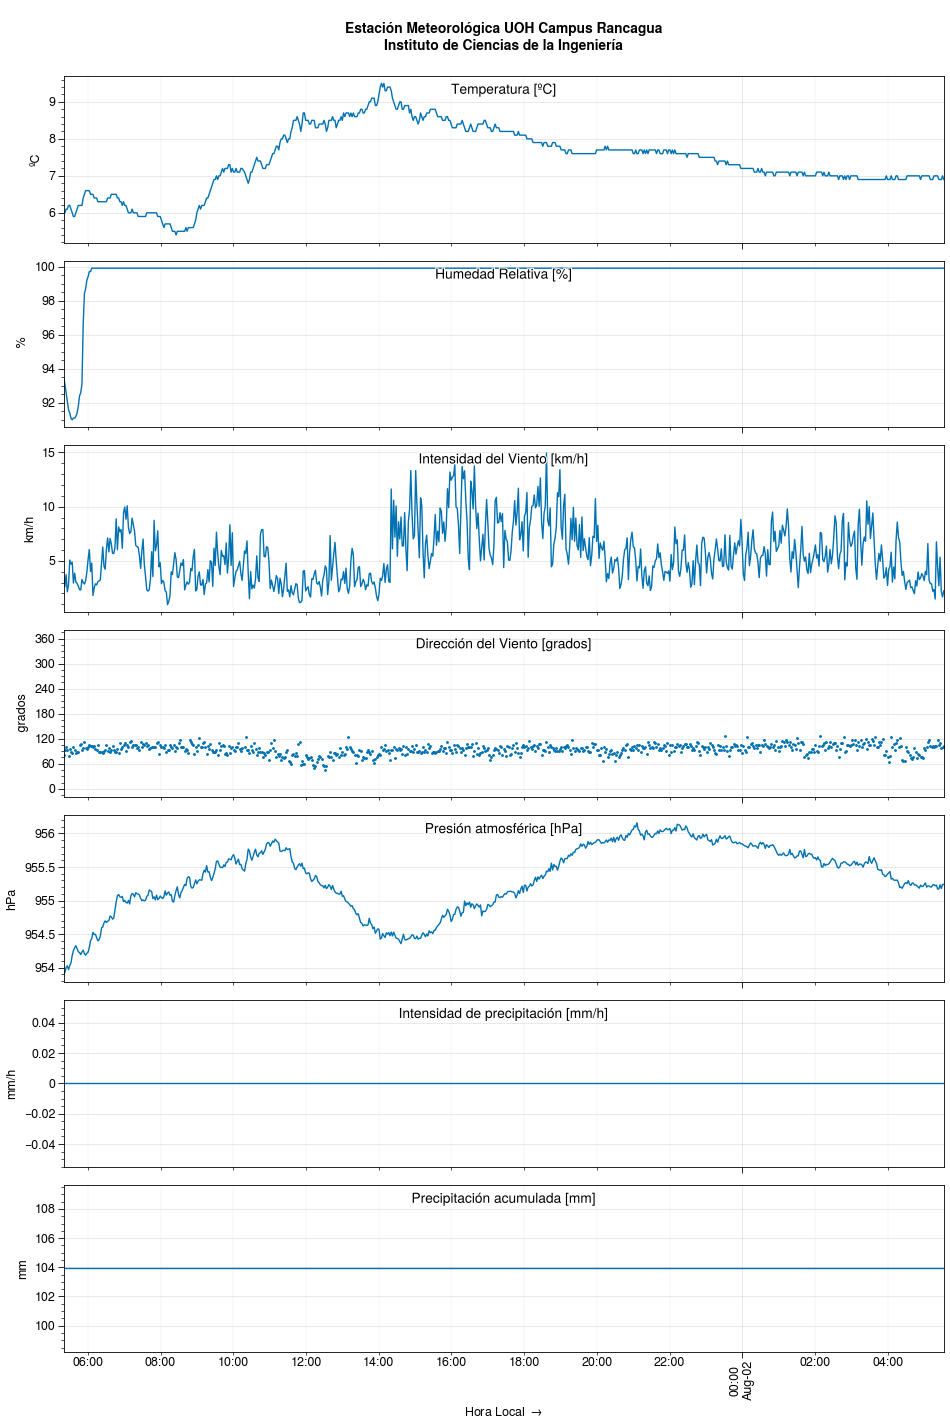 Estación Meteorológica UOH Campus Rancagua
Instituto de Ciencias de la Ingeniería
Temperatura [ºC]
ºC
9
8
7
6
Humedad Relativa [%]
%
100
98
96
94
92
Intensidad del Viento [km/h]
km/h
15
10
5
Dirección del Viento [grados]
grados
360
300
240
180
120
60
0
Presión atmosférica [hPa]
hPa
956
955.5
955
954.5
954
Intensidad de precipitación [mm/h]
mm/h
0.04
0.02
0
−0.02
−0.04
Precipitación acumulada [mm]
mm
108
106
104
102
100
06:00 08:00 10:00 12:00 14:00 16:00 18:00 20:00 22:00 00:00 02:00 04:00
Aug-02
Hora Local →